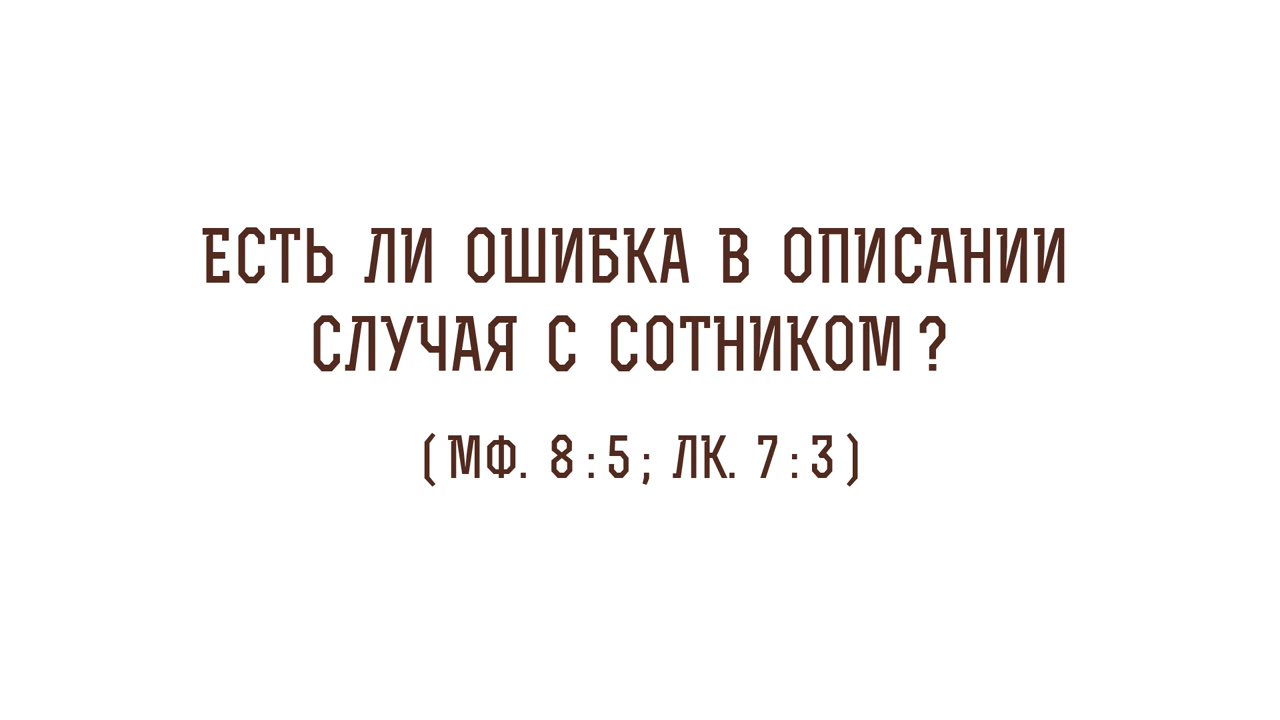 ЕСТЬ ЛИ ОШИБКА В ОПИСАНИИ
СЛУЧАЯ С СОТНИКОМ?
(МФ. 8:5; ЛК. 7:3)